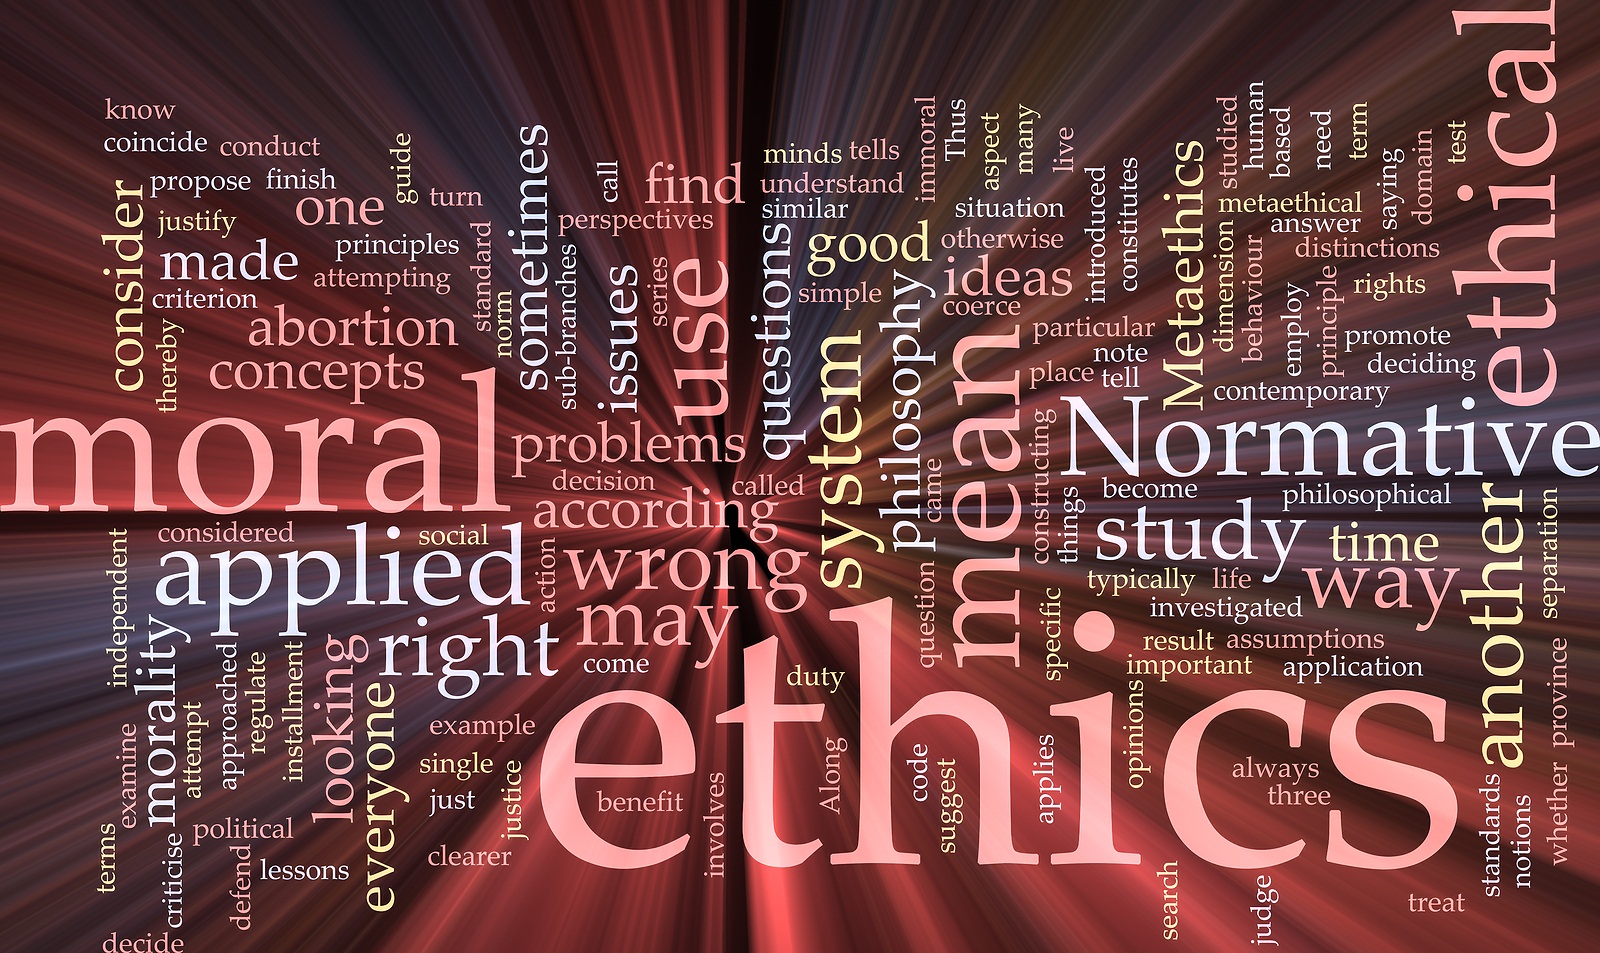 know
coincide
conduct
guide
propose
finish
consider
justify
one
turn
made
principles
attempting
standard
criterion
norm
thereby
abortion
concepts
sometimes
sub-branches
call
find
perspectives
issues
series
use
minds
tells
understand
similar
questions
good
simple
immoral
Thus
aspect
many
live
situation
otherwise
ideas
coerce
introduced
constitutes
particular
note
place
tell
Metaethics
studied
human
based
need
term
saying
domain
test
metaethical
answer
distinctions
dimension
behaviour
employ
principle
rights
promote
deciding
contemporary
ethical
moral
problems
decision
called
according
system
philosophy
came
mean
constructing
things
Normative
become
philosophical
study
time
typically
life
way
investigated
another
separation
considered
applied
social
action
wrong
may
independent
morality
right
come
duty
question
specific
result
assumptions
important
application
approached
regulate
installment
attempt
looking
everyone
example
ethics
opinions
province
examine
single
just
justice
benefit
involves
Along
code
suggest
applies
always
three
standards
notions
whether
terms
criticise
political
defend
lessons
clearer
search
judge
treat
decide